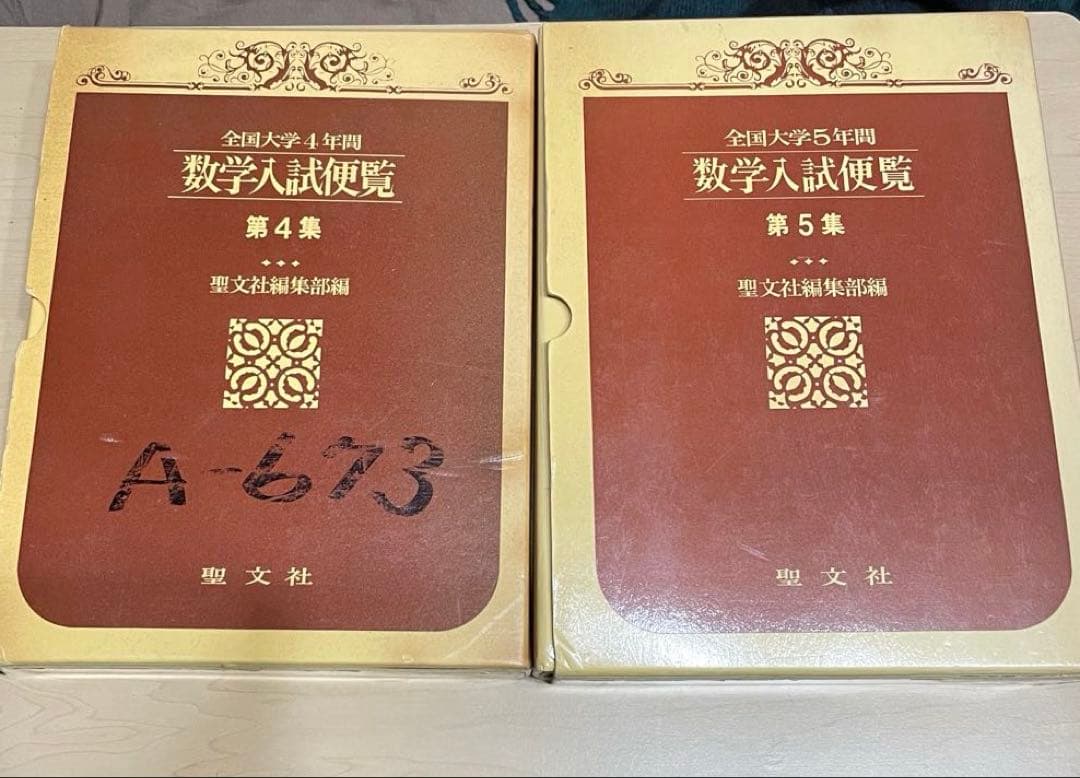 全国大学4年間
数学入試便覧
第4集
聖文社編集部編
A-673
聖文社
全国大学5年間
数学入試便覧
第5集
聖文社編集部編
聖文社